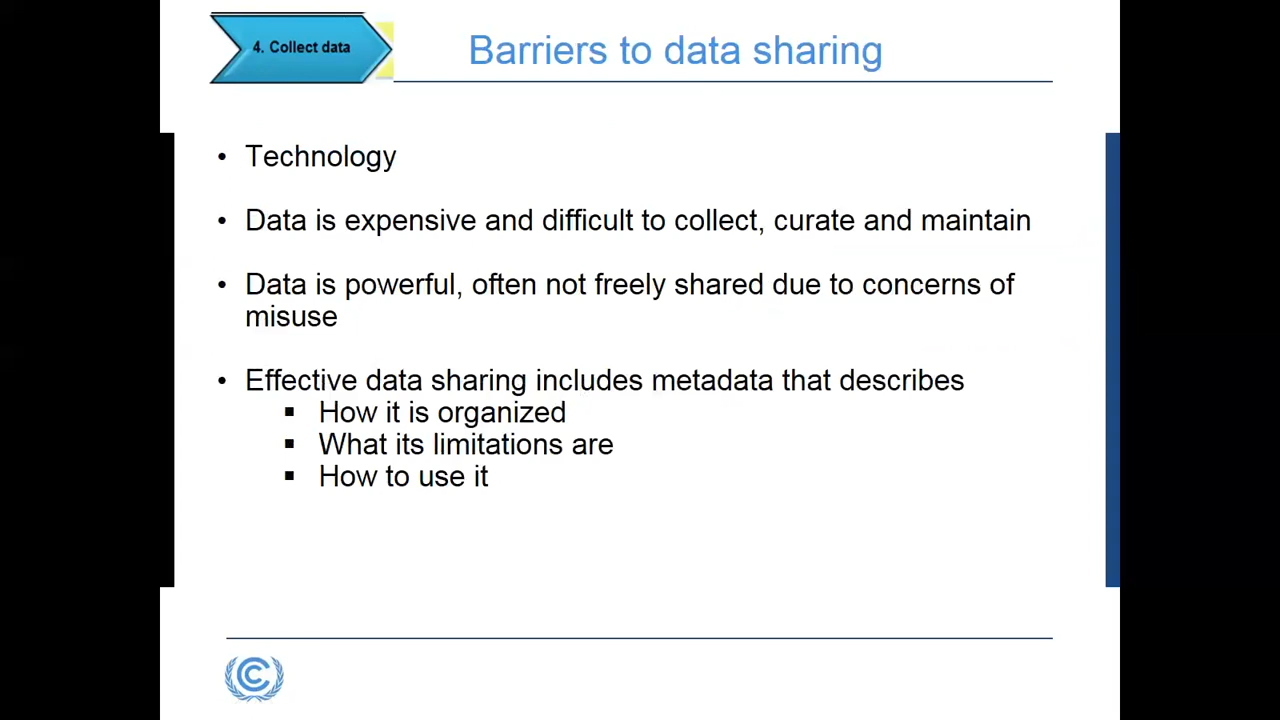 4. Collect data
Barriers to data sharing
• Technology
• Data is expensive and difficult to collect, curate and maintain
• Data is powerful, often not freely shared due to concerns of
misuse
• Effective data sharing includes metadata that describes
▪ How it is organized
▪ What its limitations are
▪ How to use it